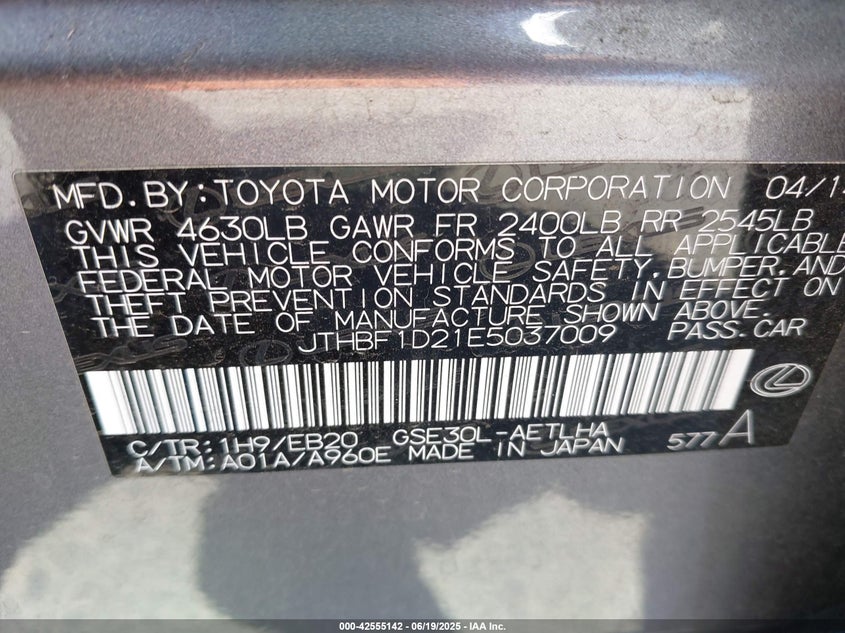 MFD. BY: TOYOTA MOTOR CORPORATION 04/1
GVWR 4630LB GAWR FR 2400LB RR 2545LB
THIS VEHICLE CONFORMS TO ALL APPLICABLE
FEDERAL MOTOR VEHICLE SAFETY, BUMPER, AND
THEFT PREVENTION STANDARDS IN EFFECT ON
THE DATE OF MANUFACTURE SHOWN ABOVE.
JTHBF1D21E5037009 PASS. CAR
C/TR: 1H9/EB20 GSE30L-AETLHA
A/TM: A01A/A960E MADE IN JAPAN 577A
000-42555142 | 06/19/2025 | IAA Inc.